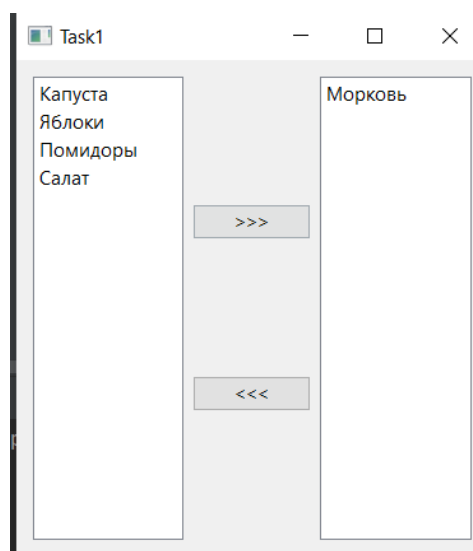 Task1
Капуста
Яблоки
Помидоры
Салат
>>>
<<<
Морковь